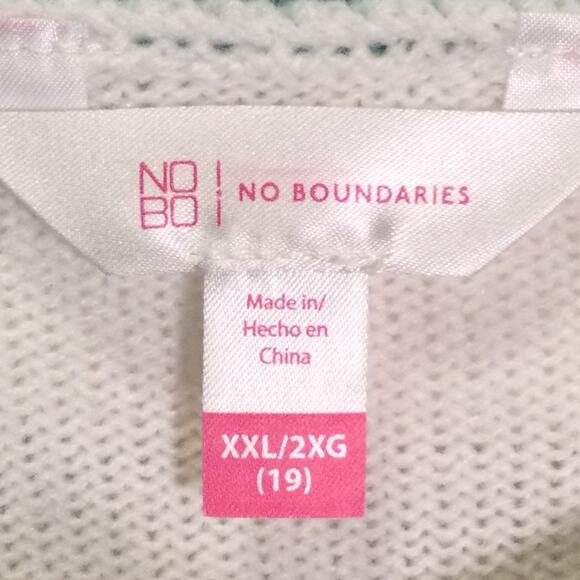 NO
BO
NO BOUNDARIES
Made in/
Hecho en
China
XXL/2XG
(19)